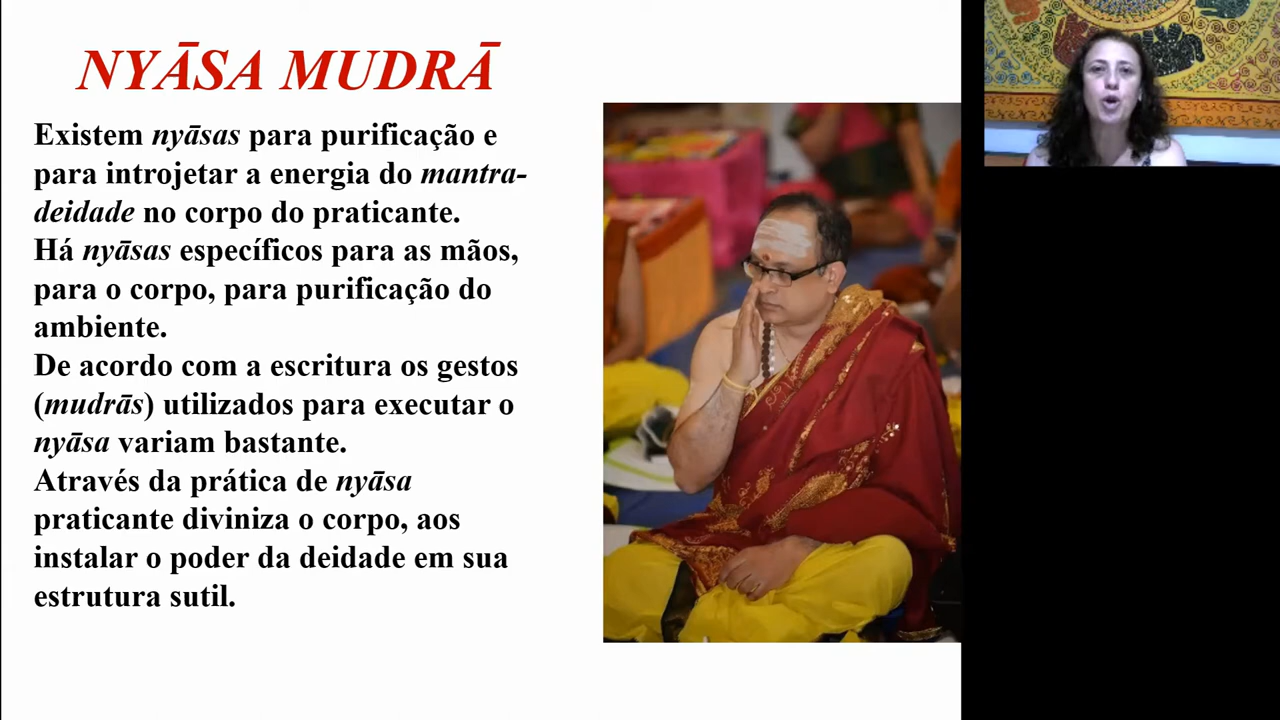 NYĀSA MUDRĀ
Existem nyāsas para purificação e
para introjetar a energia do mantra-
deidade no corpo do praticante.
Há nyāsas específicos para as mãos,
para o corpo, para purificação do
ambiente.
De acordo com a escritura os gestos
(mudrās) utilizados para executar o
nyāsa variam bastante.
Através da prática de nyāsa
praticante diviniza o corpo, aos
instalar o poder da deidade em sua
estrutura sutil.